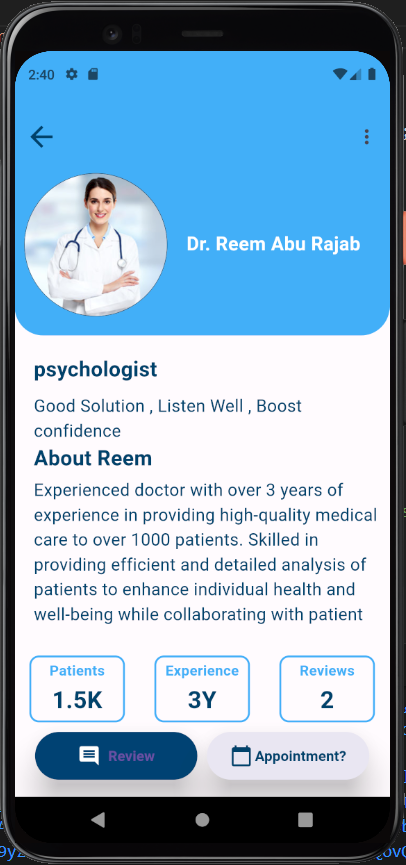 2:40
Dr. Reem Abu Rajab
psychologist
Good Solution , Listen Well , Boost
confidence
About Reem
Experienced doctor with over 3 years of
experience in providing high-quality medical
care to over 1000 patients. Skilled in
providing efficient and detailed analysis of
patients to enhance individual health and
well-being while collaborating with patient
Patients Experience Reviews
1.5K 3Y 2
Review Appointment?